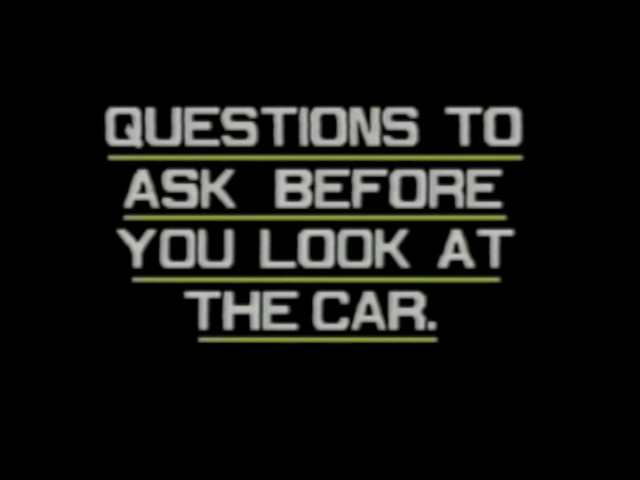 QUESTIONS TO
ASK BEFORE
YOU LOOK AT
THE CAR.